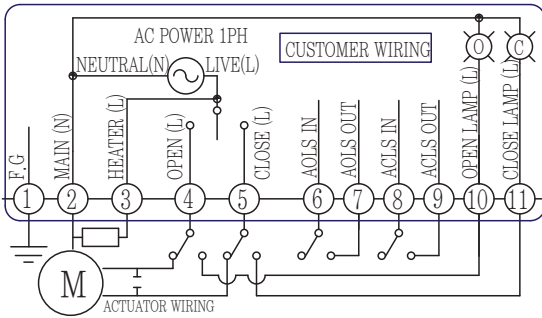 AC POWER 1PH
CUSTOMER WIRING
O
C
NEUTRAL(N)
LIVE(L)
F.G
MAIN (N)
HEATER (L)
OPEN (L)
CLOSE (L)
AOLS IN
AOLS OUT
ACLS IN
ACLS OUT
OPEN LAMP (L)
CLOSE LAMP(L)
1
2
3
4
5
6
7
8
9
10
11
M
ACTUATOR WIRING